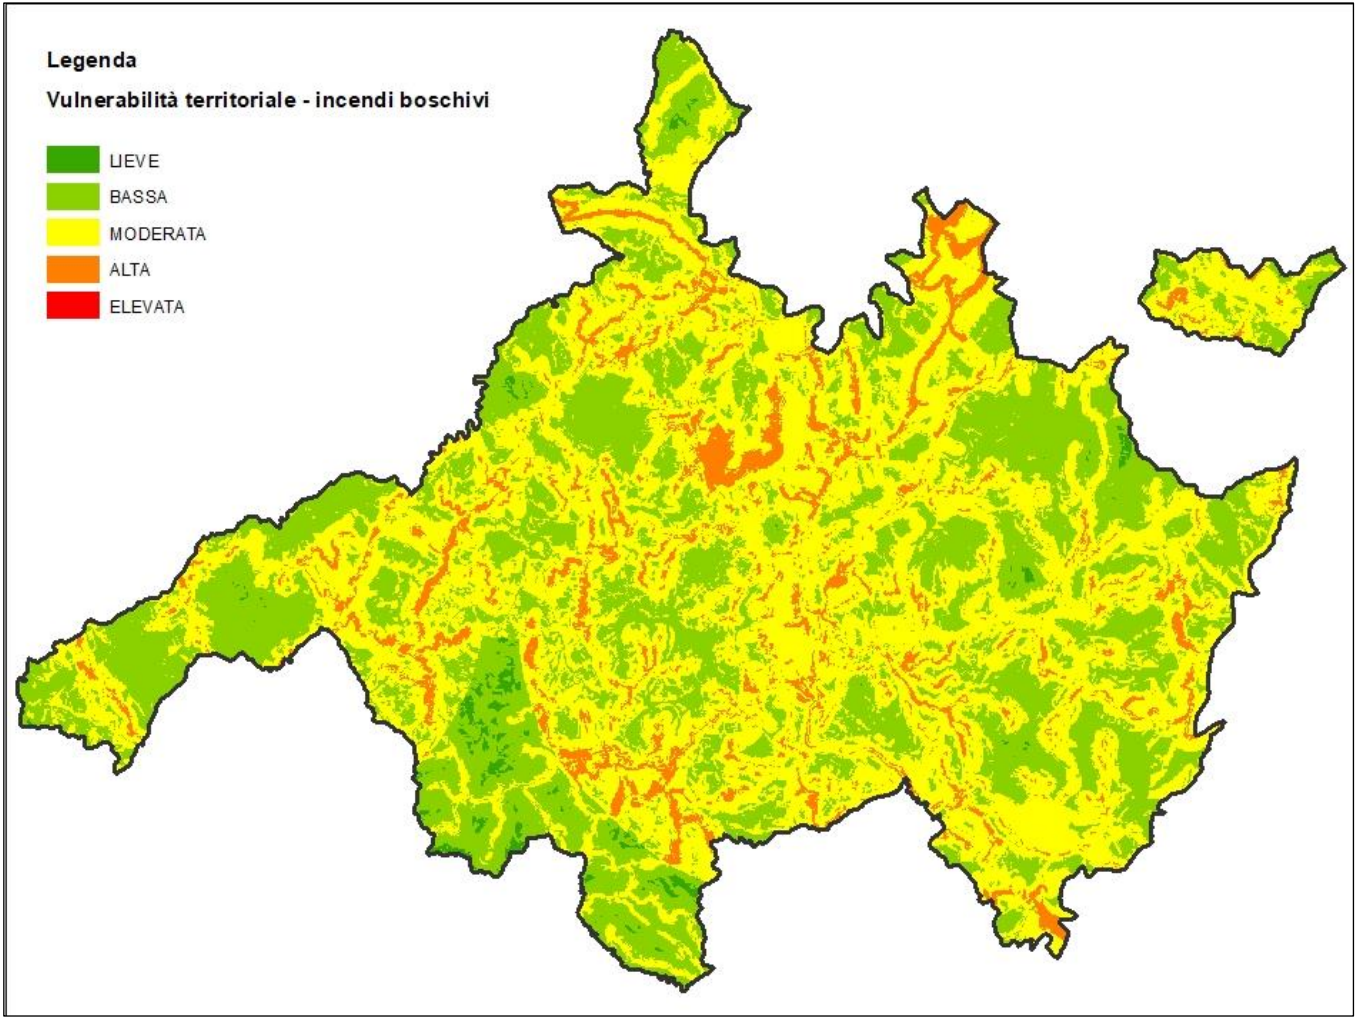 Legenda
Vulnerabilità territoriale - incendi boschivi
LIEVE
BASSA
MODERATA
ALTA
ELEVATA